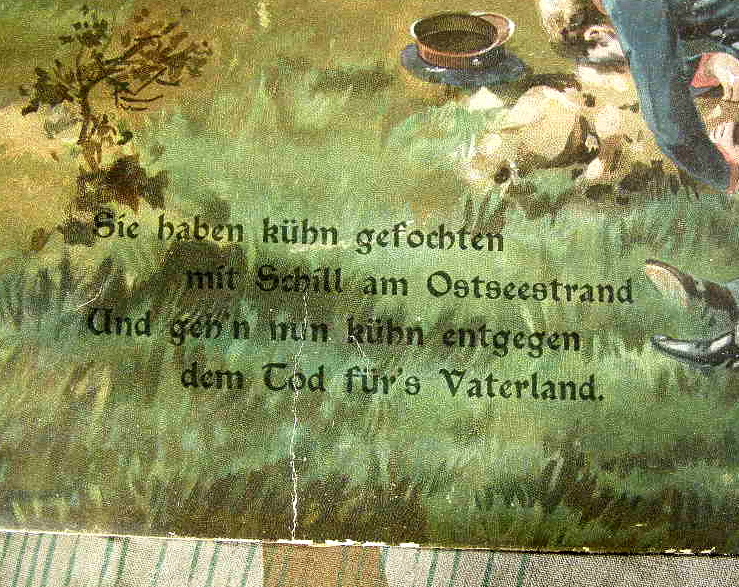 Sie haben kühn gefochten
mit Schill am Ostseestrand
Und geh'n nun kühn entgegen
dem Tod für's Vaterland.